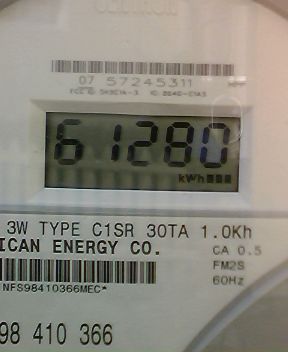 07 57245311
61280
kWh
3W TYPE C1SR 30TA 1.0Kh
ICAN ENERGY CO.
CA 0.5
FM2S
60Hz
NFS98410366MEC*
98 410 366